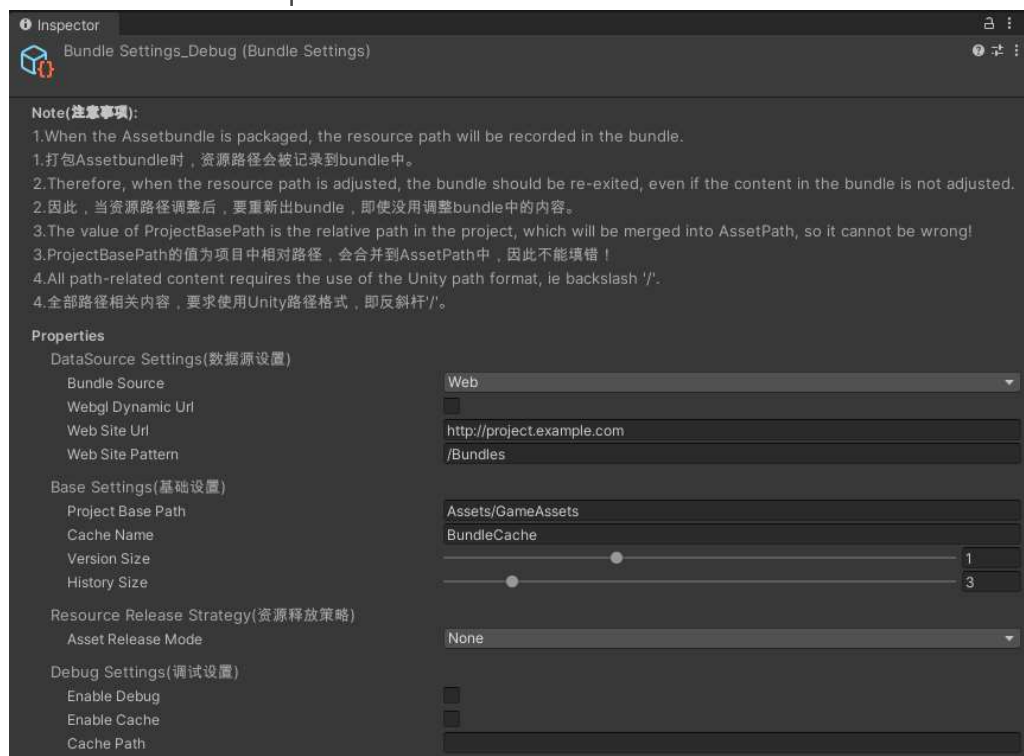 Inspector
Bundle Settings_Debug (Bundle Settings)
Note(注意事项):
1.When the Assetbundle is packaged, the resource path will be recorded in the bundle.
1.打包Assetbundle时，资源路径会被记录到bundle中。
2.Therefore, when the resource path is adjusted, the bundle should be re-exited, even if the content in the bundle is not adjusted.
2.因此，当资源路径调整后，要重新出bundle，即使没用调整bundle中的内容。
3.The value of ProjectBasePath is the relative path in the project, which will be merged into AssetPath, so it cannot be wrong!
3.ProjectBasePath的值为项目中相对路径，会合并到AssetPath中，因此不能填错！
4.All path-related content requires the use of the Unity path format, ie backslash '/'.
4.全部路径相关内容，要求使用Unity路径格式，即反斜杆'/'。
Properties
DataSource Settings(数据源设置)
Bundle Source Web
Webgl Dynamic Url
Web Site Url http://project.example.com
Web Site Pattern /Bundles
Base Settings(基础设置)
Project Base Path Assets/GameAssets
Cache Name BundleCache
Version Size 1
History Size 3
Resource Release Strategy(资源释放策略)
Asset Release Mode None
Debug Settings(调试设置)
Enable Debug
Enable Cache
Cache Path